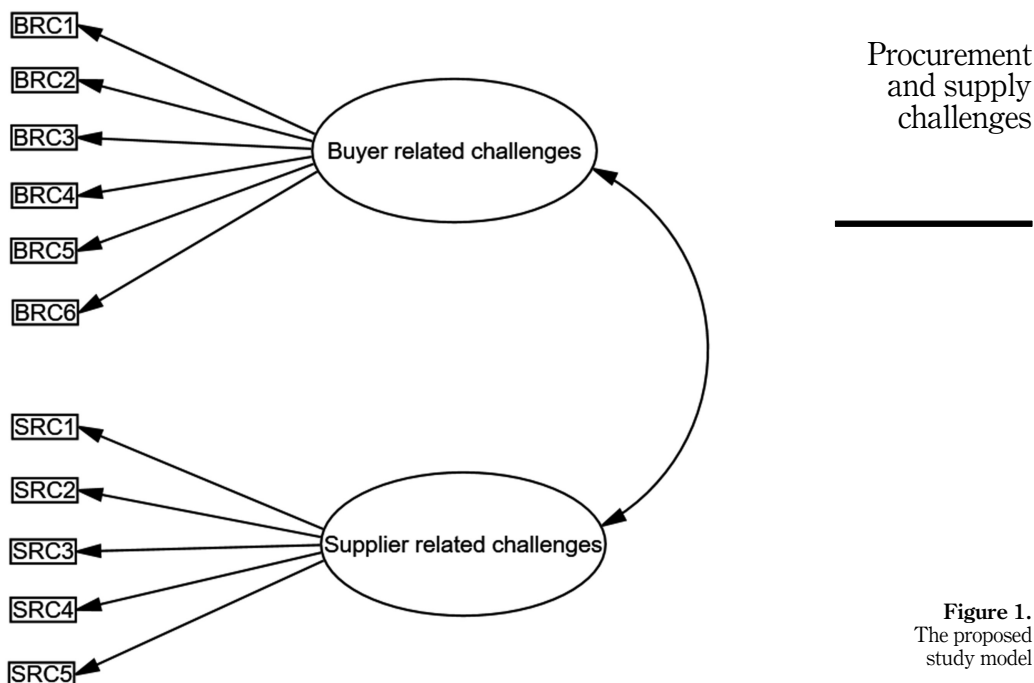 BRC1
BRC2
BRC3
BRC4
BRC5
BRC6
Buyer related challenges
SRC1
SRC2
SRC3
SRC4
SRC5
Supplier related challenges
Procurement
and supply
challenges
Figure 1.
The proposed
study model